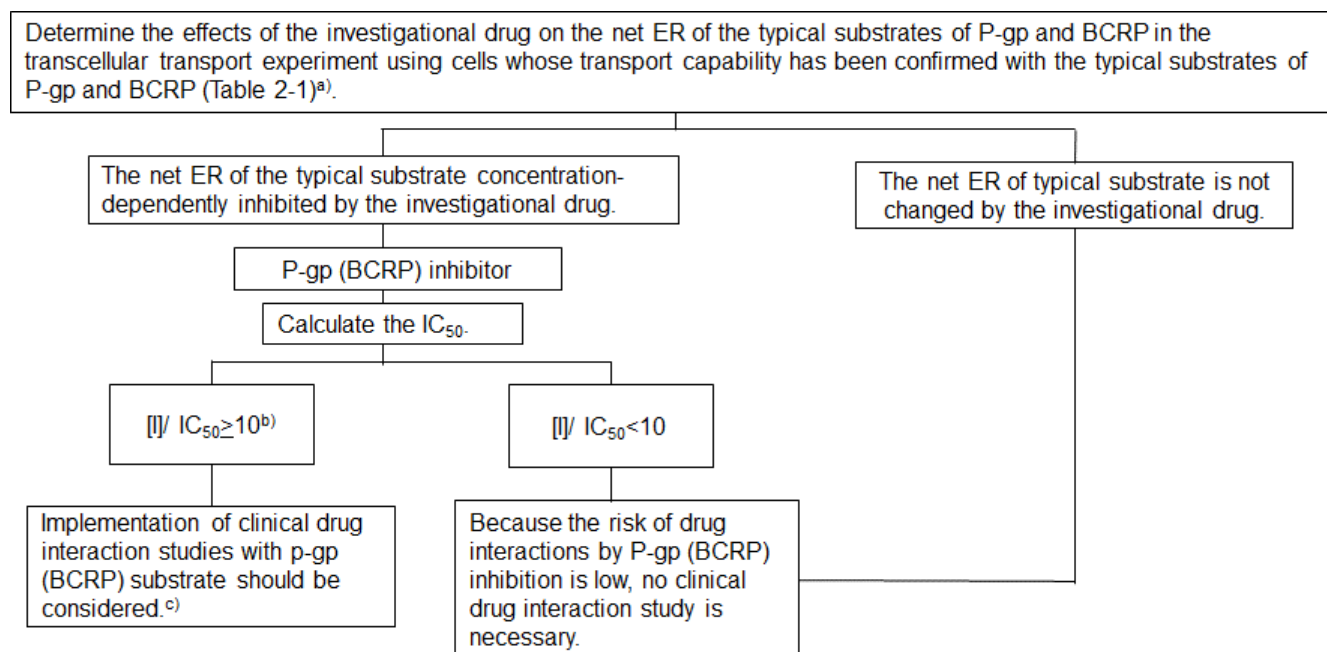 Determine the effects of the investigational drug on the net ER of the typical substrates of P-gp and BCRP in the
transcellular transport experiment using cells whose transport capability has been confirmed with the typical substrates of
P-gp and BCRP (Table 2-1)a).
The net ER of the typical substrate concentration-
dependently inhibited by the investigational drug.
The net ER of typical substrate is not
changed by the investigational drug.
P-gp (BCRP) inhibitor
Calculate the IC50.
[I]/ IC50≥10b)
[I]/ IC50<10
Implementation of clinical drug
interaction studies with p-gp
(BCRP) substrate should be
considered.c)
Because the risk of drug
interactions by P-gp (BCRP)
inhibition is low, no clinical
drug interaction study is
necessary.